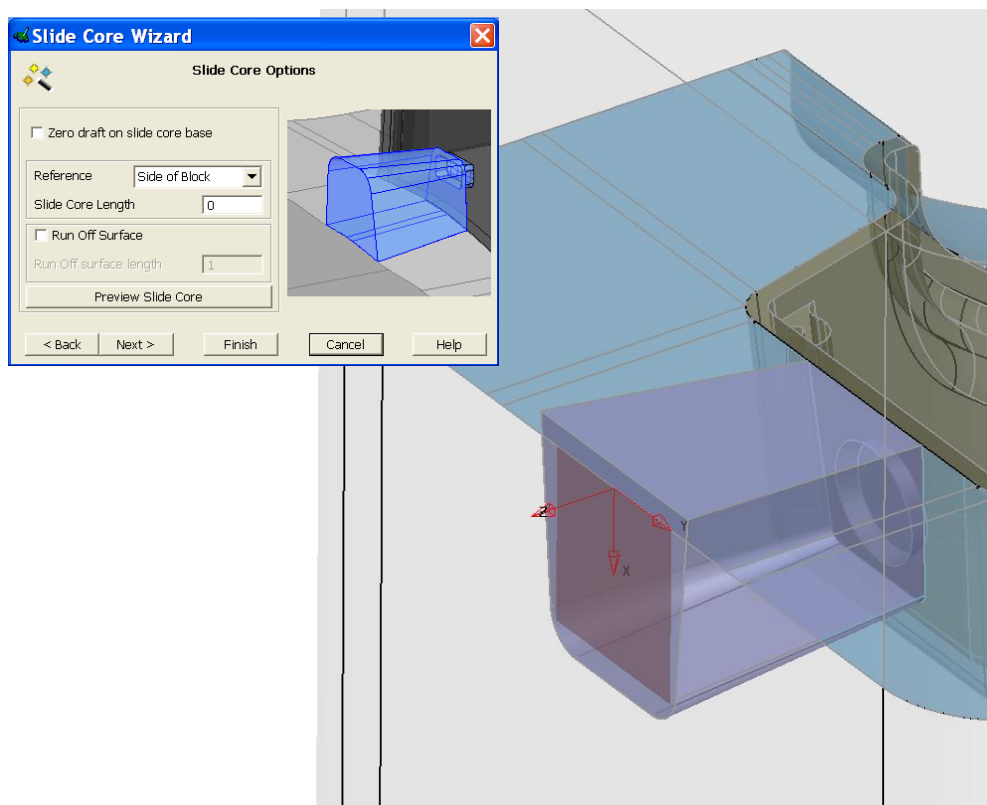 Slide Core Wizard
Slide Core Options
Zero draft on slide core base
Reference Side of Block
Slide Core Length 0
Run Off Surface
Run Off surface length 1
Preview Slide Core
< Back Next > Finish Cancel Help
Z
Y
X